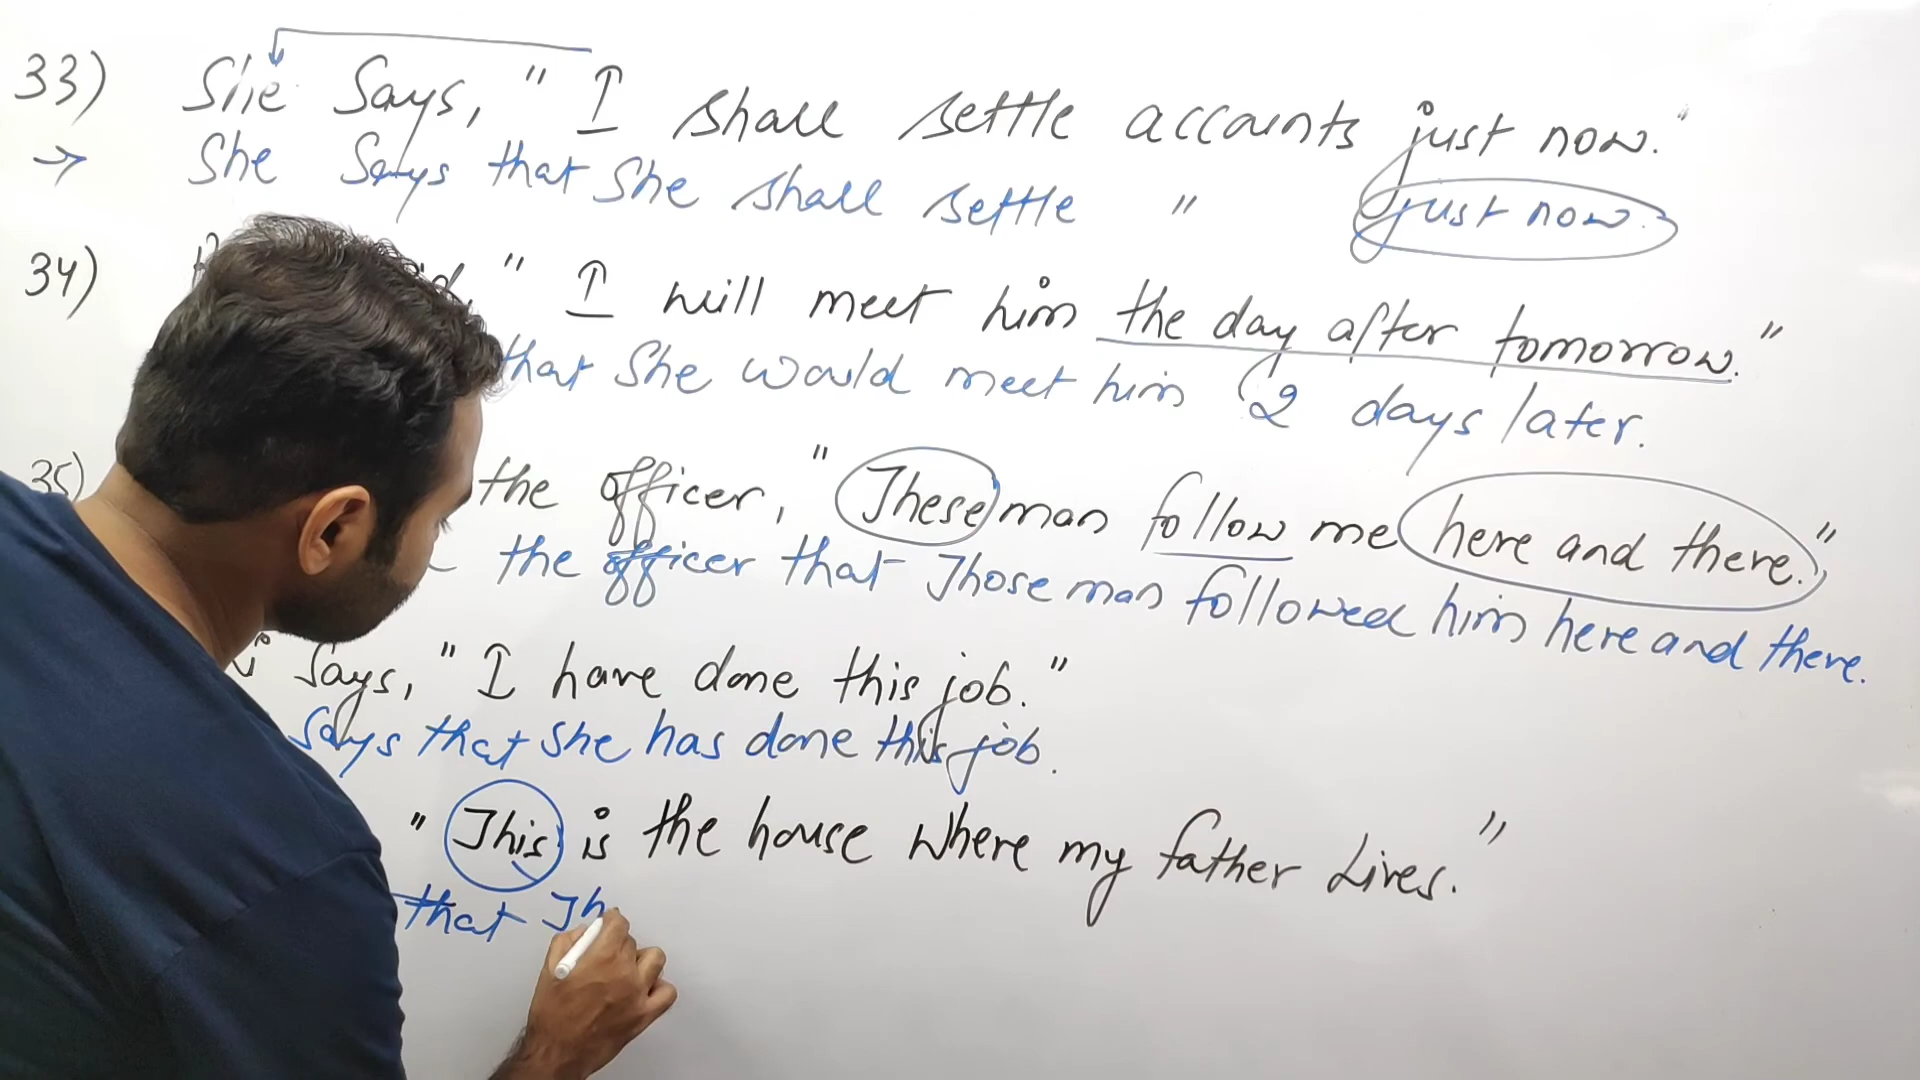 33) She Says, " I shall settle accounts just now."
→ She Says that She shall settle " just now.
34) " I will meet him the day after tomorrow."
that She would meet him 2 days later.
35) the officer, " These man follow me here and there."
the officer that Those man followed him here and there.
Says, " I have done this job. "
Says that She has done this job.
" This is the house where my father Lives. "
that Th